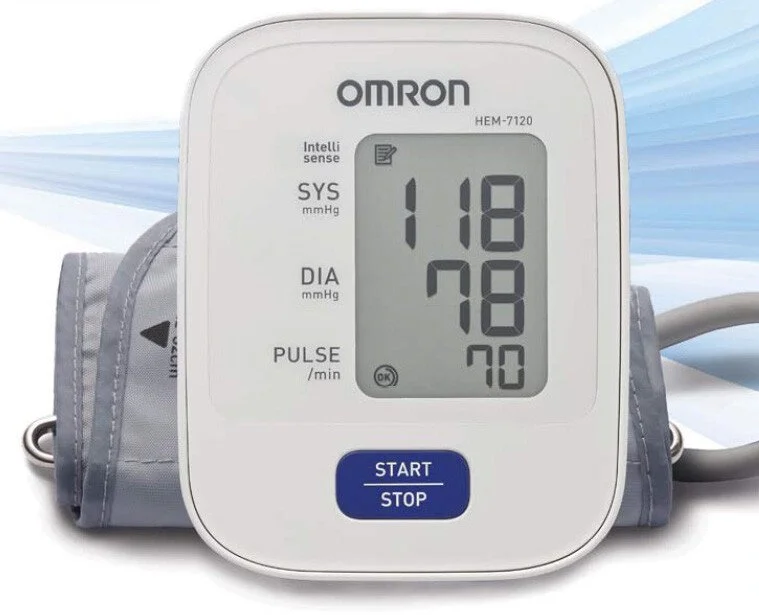 OMRON
HEM-7120
Intelli
sense
SYS
mmHg
118
DIA
mmHg
78
PULSE
/min
OK
70
START
STOP